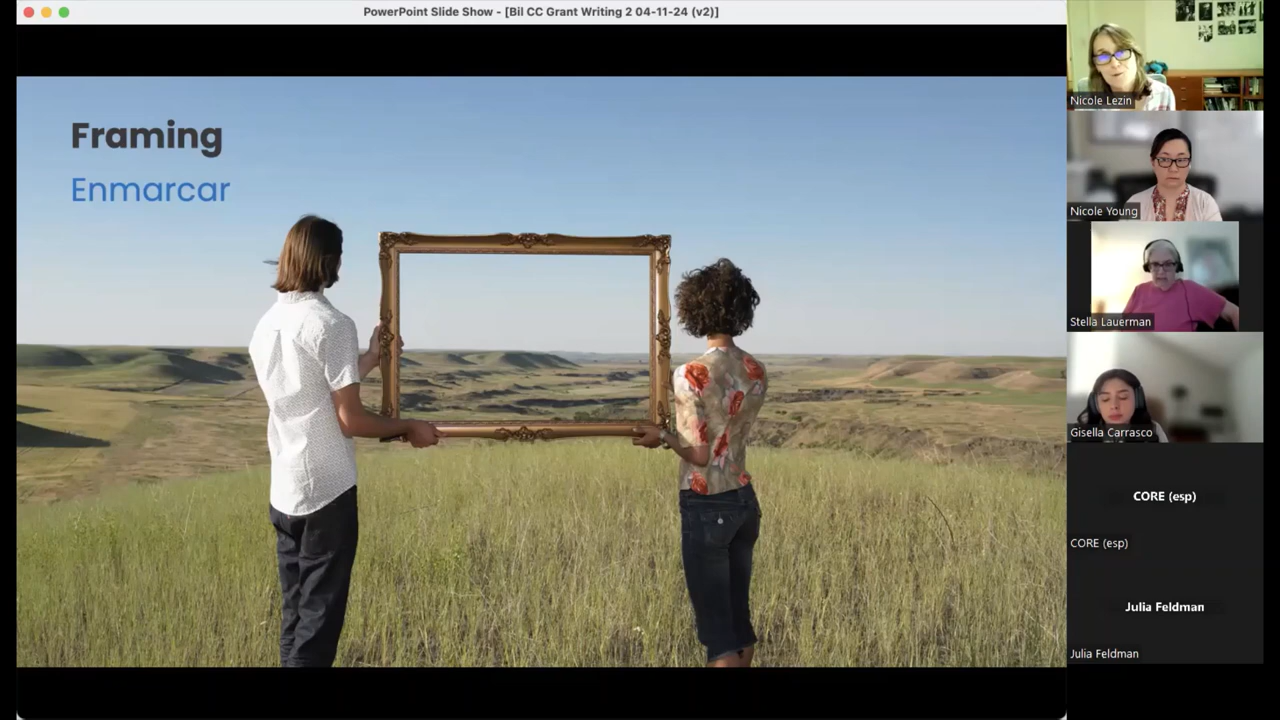 PowerPoint Slide Show - [Bil CC Grant Writing 2 04-11-24 (v2)]
Framing
Enmarcar
Nicole Lezin
Nicole Young
Stella Lauerman
Gisella Carrasco
CORE (esp)
CORE (esp)
Julia Feldman
Julia Feldman